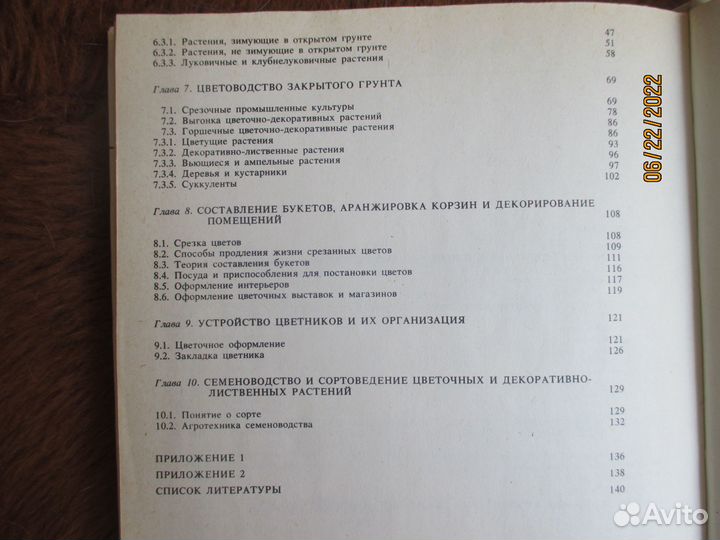 6.3.1. Растения, зимующие в открытом грунте 47
6.3.2. Растения, не зимующие в открытом грунте 51
6.3.3. Луковичные и клубнелуковичные растения 58
Глава 7. ЦВЕТОВОДСТВО ЗАКРЫТОГО ГРУНТА 69
7.1. Срезочные промышленные культуры 69
7.2. Выгонка цветочно-декоративных растений 78
7.3. Горшечные цветочно-декоративные растения 86
7.3.1. Цветущие растения 86
7.3.2. Декоративно-лиственные растения 93
7.3.3. Вьющиеся и ампельные растения 96
7.3.4. Деревья и кустарники 97
7.3.5. Суккуленты 102
Глава 8. СОСТАВЛЕНИЕ БУКЕТОВ, АРАНЖИРОВКА КОРЗИН И ДЕКОРИРОВАНИЕ
ПОМЕЩЕНИЙ 108
8.1. Срезка цветов 108
8.2. Способы продления жизни срезанных цветов 109
8.3. Теория составления букетов 111
8.4. Посуда и приспособления для постановки цветов 116
8.5. Оформление интерьеров 117
8.6. Оформление цветочных выставок и магазинов 119
Глава 9. УСТРОЙСТВО ЦВЕТНИКОВ И ИХ ОРГАНИЗАЦИЯ 121
9.1. Цветочное оформление 121
9.2. Закладка цветника 126
Глава 10. СЕМЕНОВОДСТВО И СОРТОВЕДЕНИЕ ЦВЕТОЧНЫХ И ДЕКОРАТИВНО-
ЛИСТВЕННЫХ РАСТЕНИЙ 129
10.1. Понятие о сорте 129
10.2. Агротехника семеноводства 132
ПРИЛОЖЕНИЕ 1 136
ПРИЛОЖЕНИЕ 2 138
СПИСОК ЛИТЕРАТУРЫ 140
06/22/2022
Avito